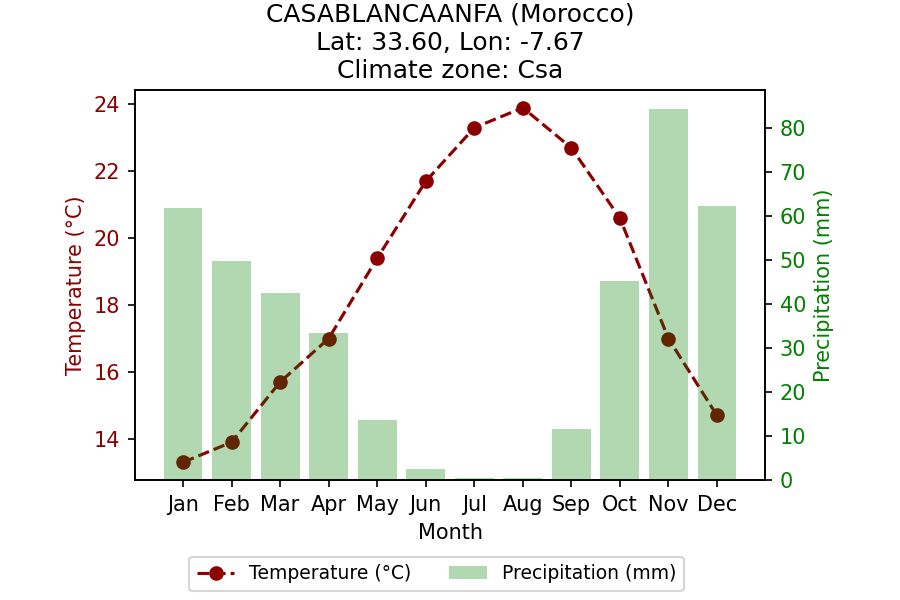 CASABLANCAANFA (Morocco)
Lat: 33.60, Lon: -7.67
Climate zone: Csa
Temperature (°C)
24
22
20
18
16
14
80
70
60
50
40
30
20
10
0
Precipitation (mm)
Jan Feb Mar Apr May Jun Jul Aug Sep Oct Nov Dec
Month
Temperature (°C) Precipitation (mm)